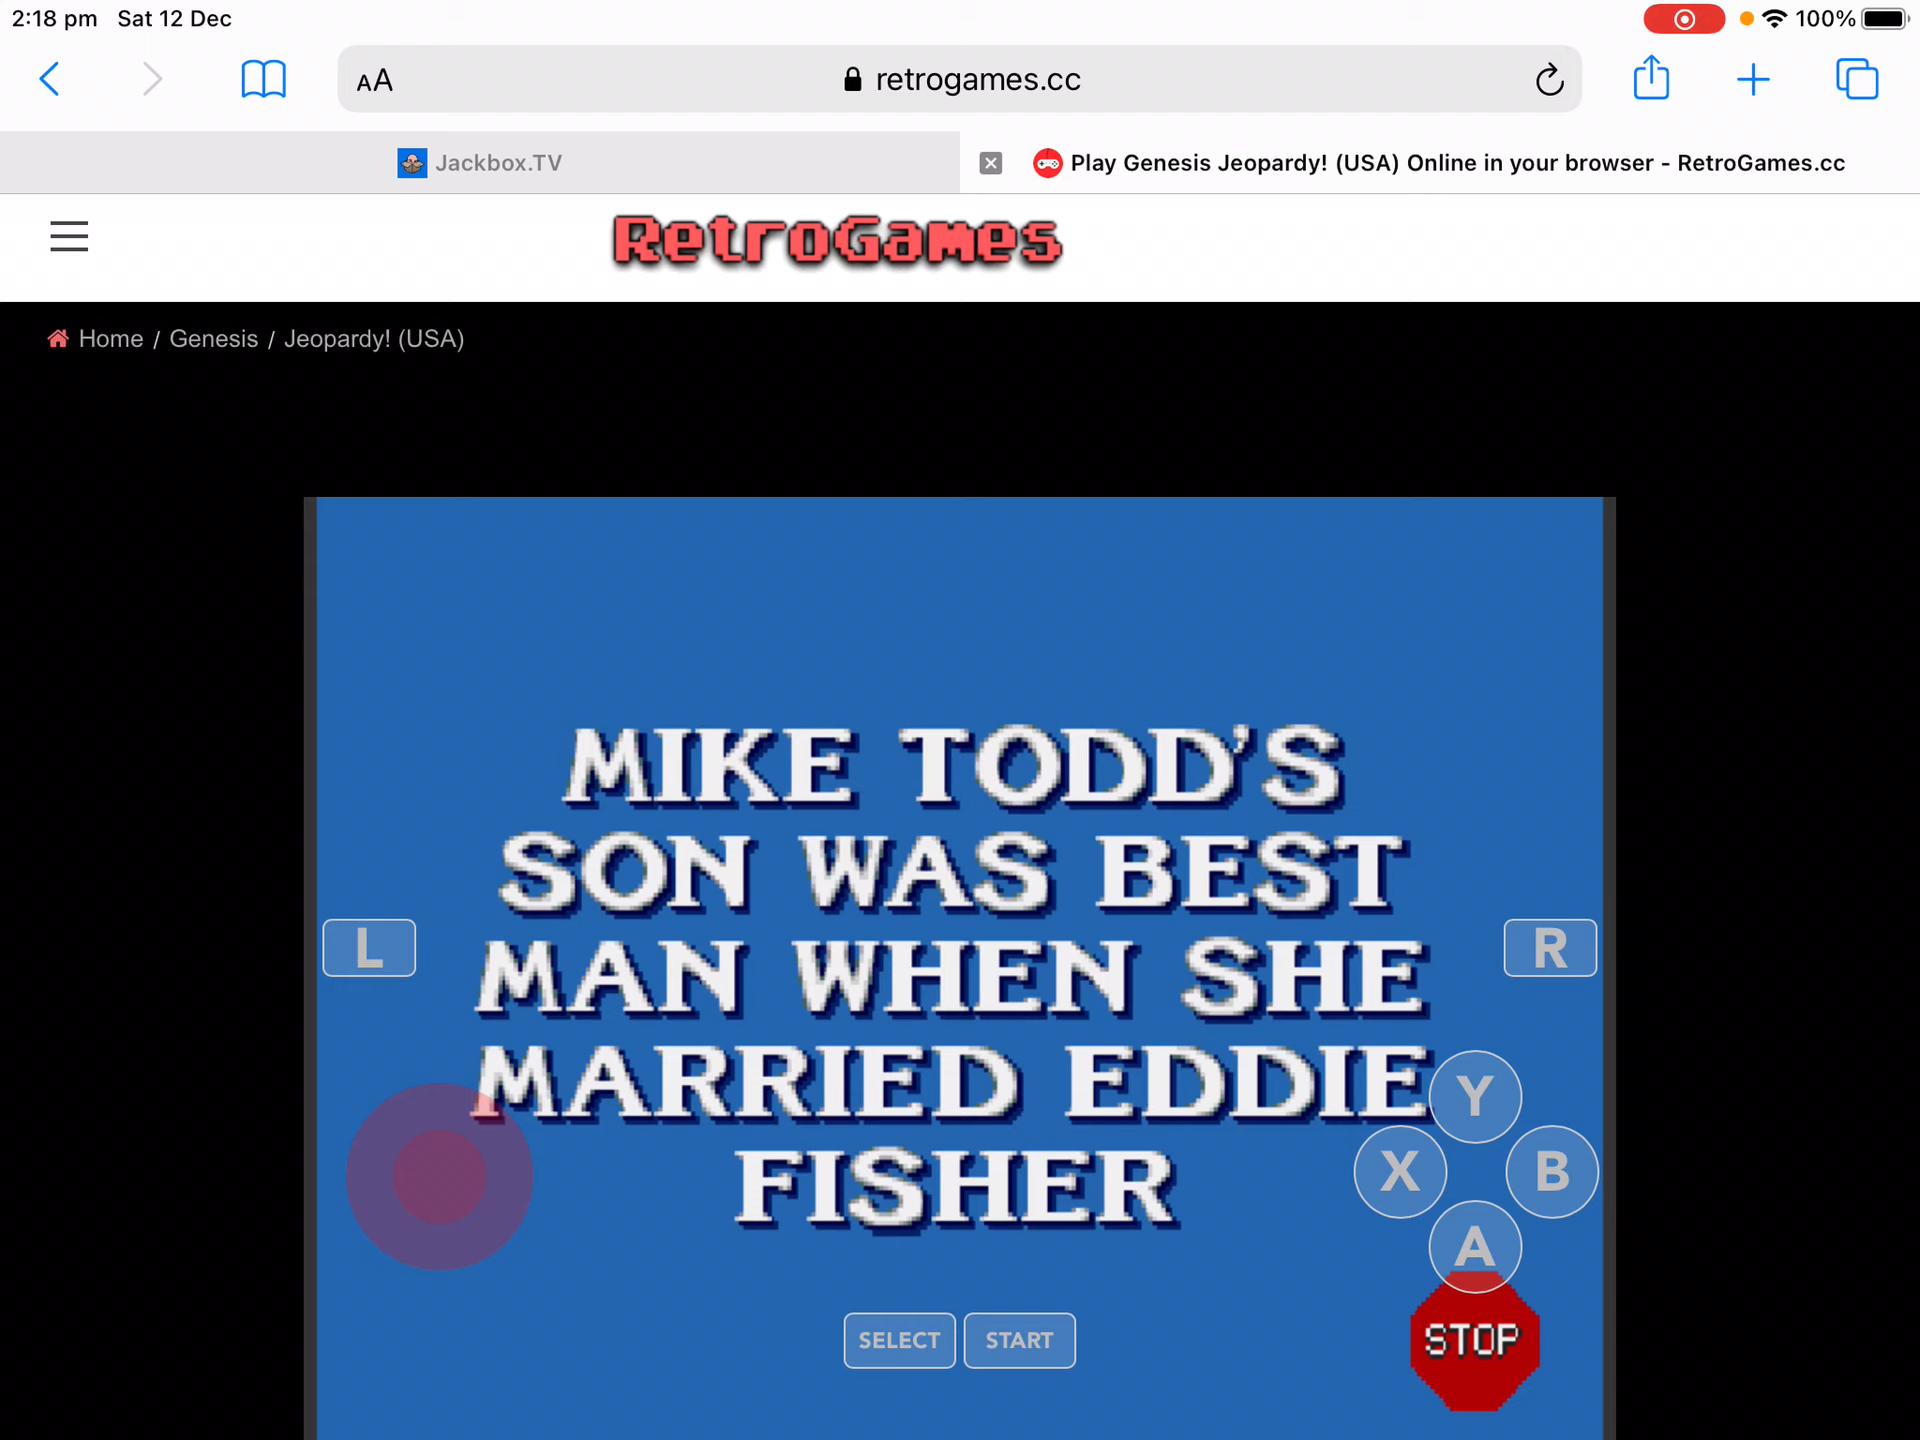 2:18 pm Sat 12 Dec 100%
AA retrogames.cc
Jackbox.TV Play Genesis Jeopardy! (USA) Online in your browser - RetroGames.cc
RetroGames
Home / Genesis / Jeopardy! (USA)
MIKE TODD'S
SON WAS BEST
L MAN WHEN SHE R
MARRIED EDDIE Y
FISHER X B
A
SELECT START STOP